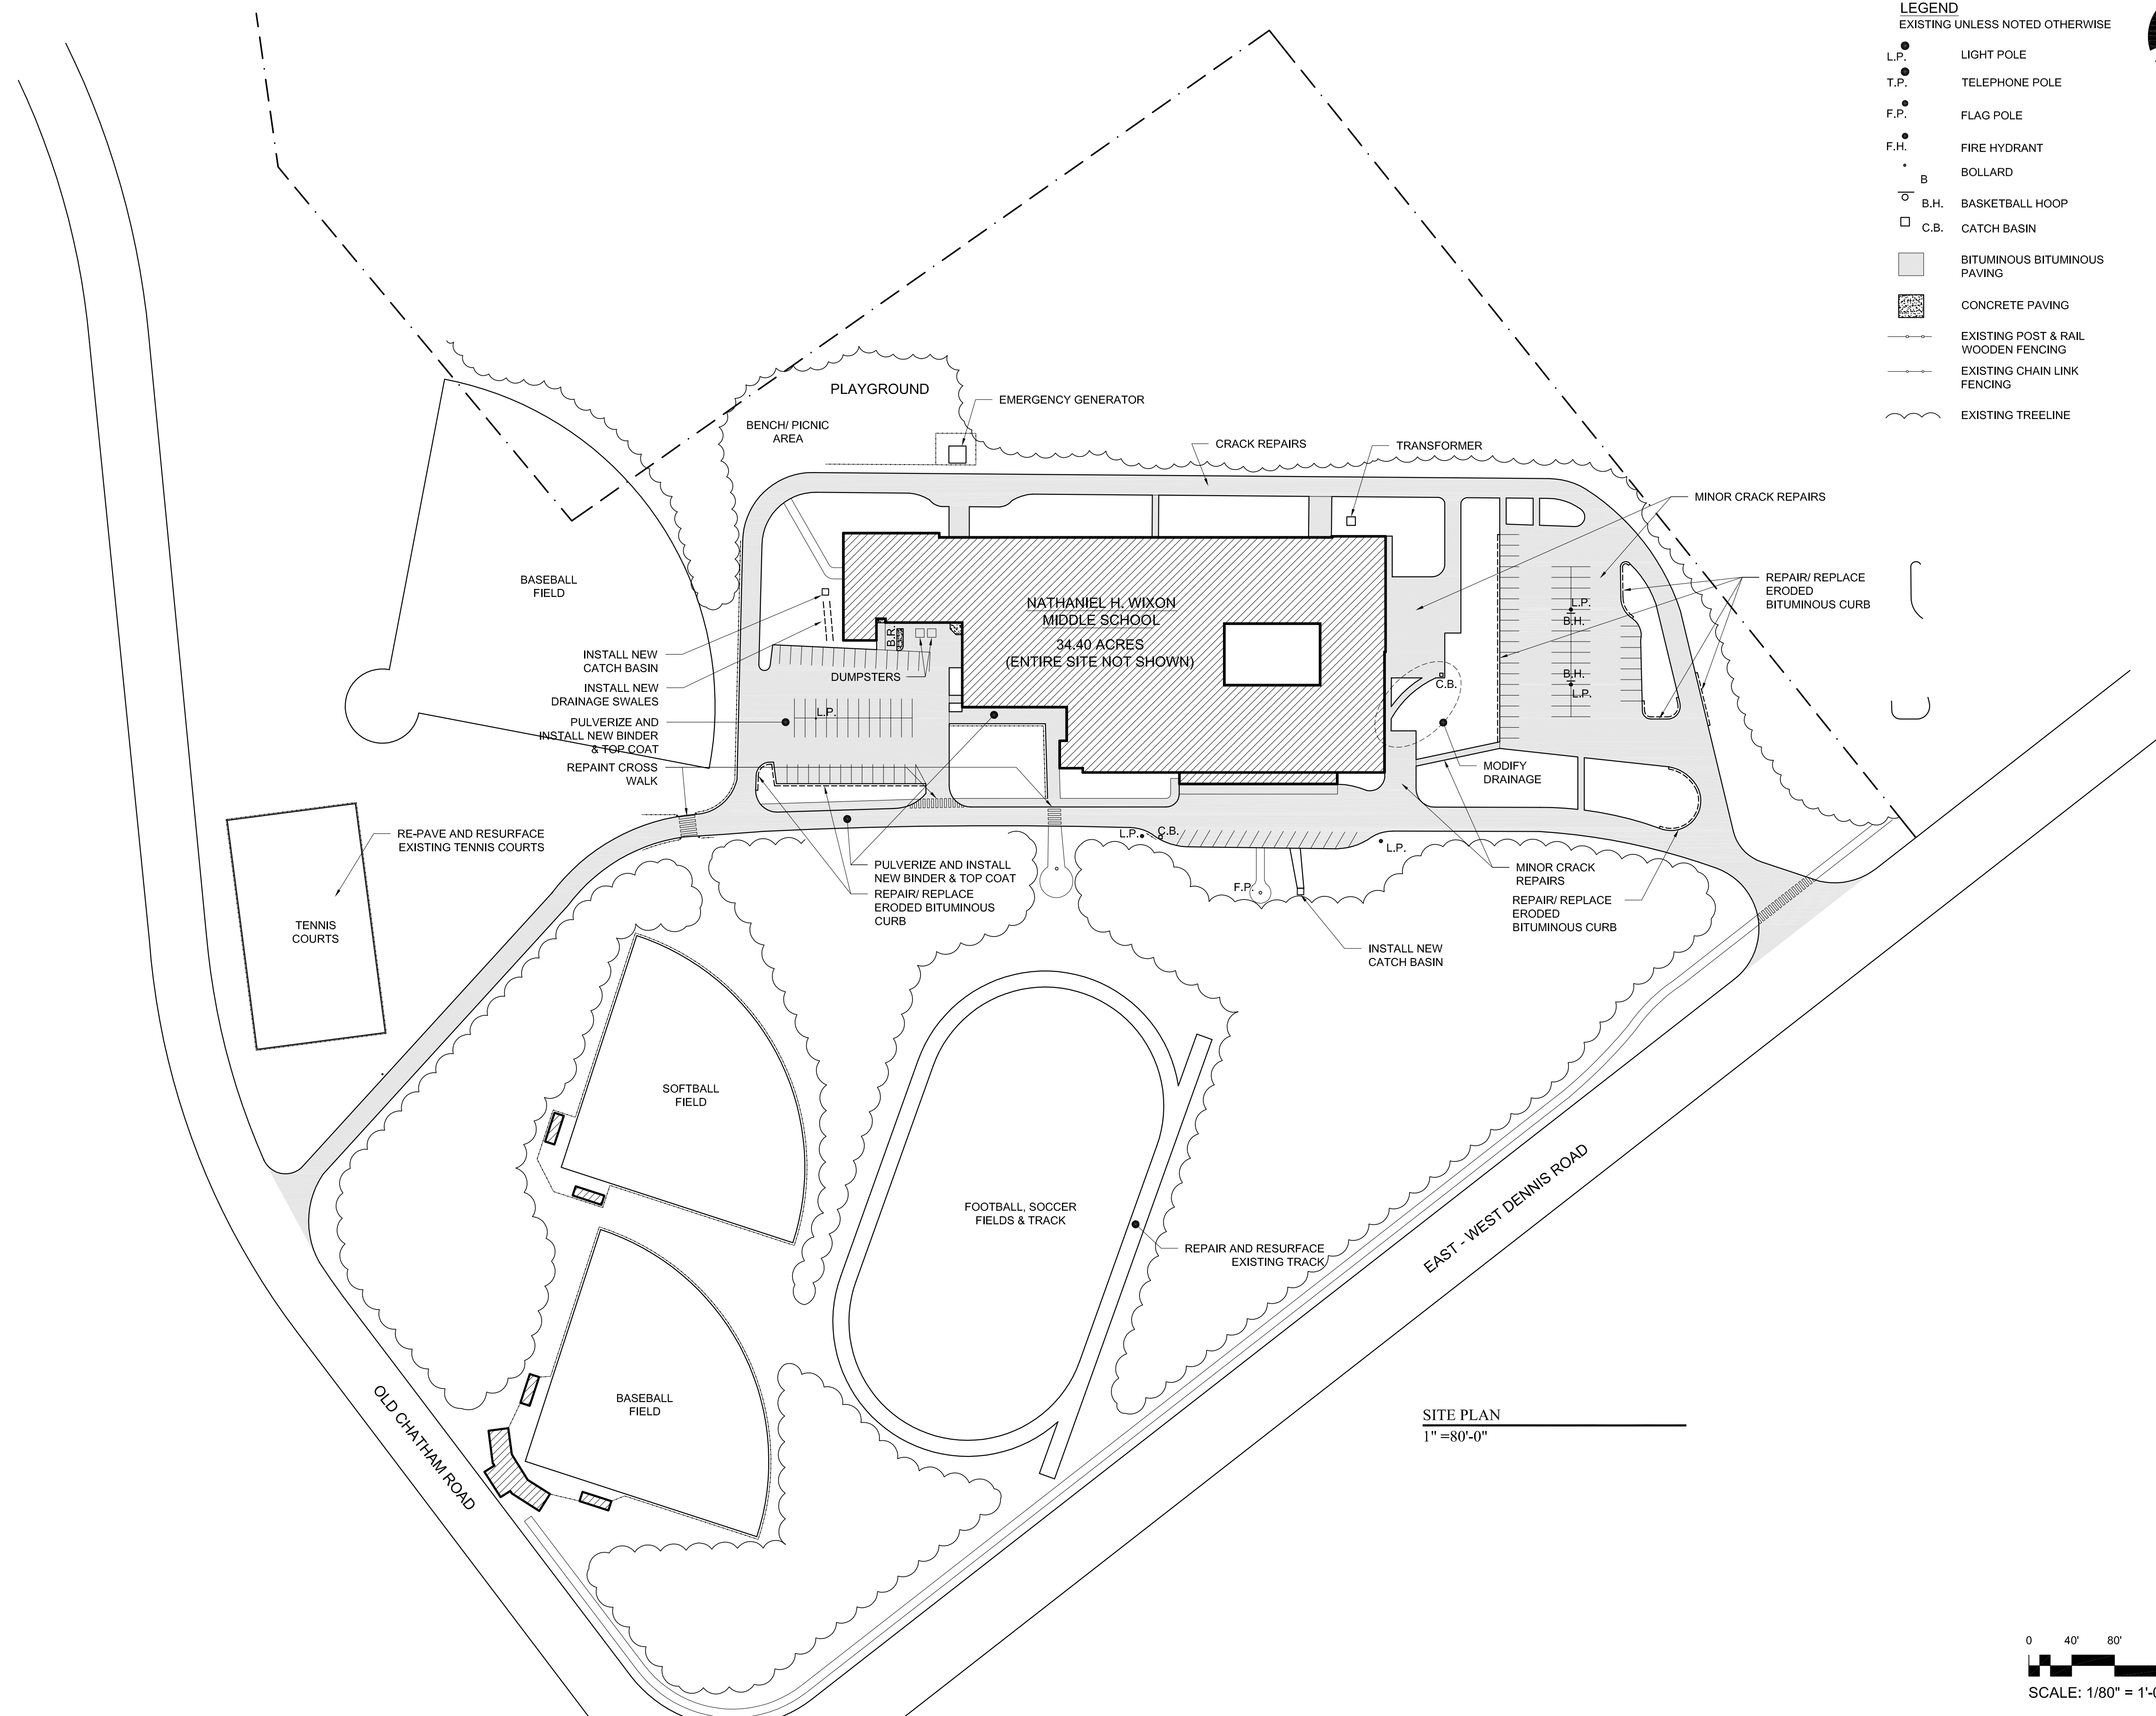 LEGEND
EXISTING UNLESS NOTED OTHERWISE
L.P.
LIGHT POLE
T.P.
TELEPHONE POLE
F.P.
FLAG POLE
F.H.
FIRE HYDRANT
B
BOLLARD
B.H.
BASKETBALL HOOP
C.B.
CATCH BASIN
BITUMINOUS BITUMINOUS
PAVING
CONCRETE PAVING
EXISTING POST & RAIL
WOODEN FENCING
EXISTING CHAIN LINK
FENCING
EXISTING TREELINE
PLAYGROUND
BENCH/ PICNIC
AREA
EMERGENCY GENERATOR
CRACK REPAIRS
TRANSFORMER
MINOR CRACK REPAIRS
REPAIR/ REPLACE
ERODED
BITUMINOUS CURB
BASEBALL
FIELD
NATHANIEL H. WIXON
MIDDLE SCHOOL
34.40 ACRES
(ENTIRE SITE NOT SHOWN)
B.R.
DUMPSTERS
L.P.
L.P.
B.H.
B.H.
L.P.
C.B.
INSTALL NEW
CATCH BASIN
INSTALL NEW
DRAINAGE SWALES
PULVERIZE AND
INSTALL NEW BINDER
& TOP COAT
REPAINT CROSS
WALK
MODIFY
DRAINAGE
RE-PAVE AND RESURFACE
EXISTING TENNIS COURTS
L.P.
C.B.
L.P.
F.P.
PULVERIZE AND INSTALL
NEW BINDER & TOP COAT
REPAIR/ REPLACE
ERODED BITUMINOUS
CURB
MINOR CRACK
REPAIRS
REPAIR/ REPLACE
ERODED
BITUMINOUS CURB
INSTALL NEW
CATCH BASIN
TENNIS
COURTS
SOFTBALL
FIELD
FOOTBALL, SOCCER
FIELDS & TRACK
REPAIR AND RESURFACE
EXISTING TRACK
EAST - WEST DENNIS ROAD
BASEBALL
FIELD
OLD CHATHAM ROAD
SITE PLAN
1" =80'-0"
0 40' 80'
SCALE: 1/80" = 1'-0